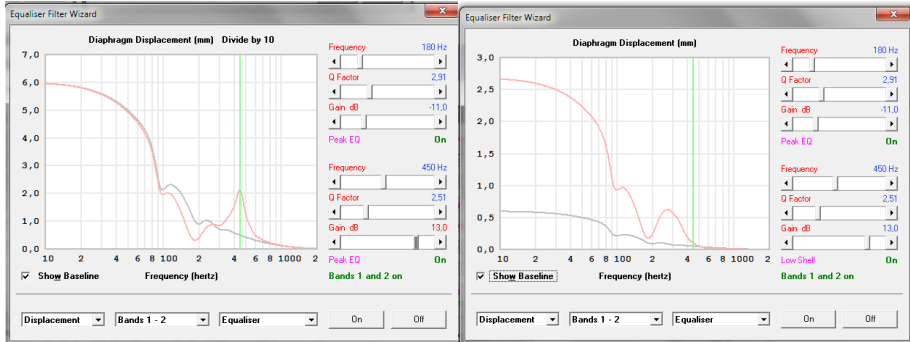 Equaliser Filter Wizard
Diaphragm Displacement (mm) Divide by 10
7,0
6,0
5,0
4,0
3,0
2,0
1,0
0,0
10 2 4 6 8 100 2 4 6 8 1000 2
Show Baseline Frequency (hertz)
Frequency 180 Hz
Q Factor 2,91
Gain dB -11,0
Peak EQ On
Frequency 450 Hz
Q Factor 2,51
Gain dB 13,0
Peak EQ On
Bands 1 and 2 on
Displacement Bands 1 - 2 Equaliser On Off
Equaliser Filter Wizard
Diaphragm Displacement (mm)
3,0
2,5
2,0
1,5
1,0
0,5
0,0
10 2 4 6 8 100 2 4 6 8 1000 2
Show Baseline Frequency (hertz)
Frequency 180 Hz
Q Factor 2,91
Gain dB -11,0
Peak EQ On
Frequency 450 Hz
Q Factor 2,51
Gain dB 13,0
Low Shelf On
Bands 1 and 2 on
Displacement Bands 1 - 2 Equaliser On Off